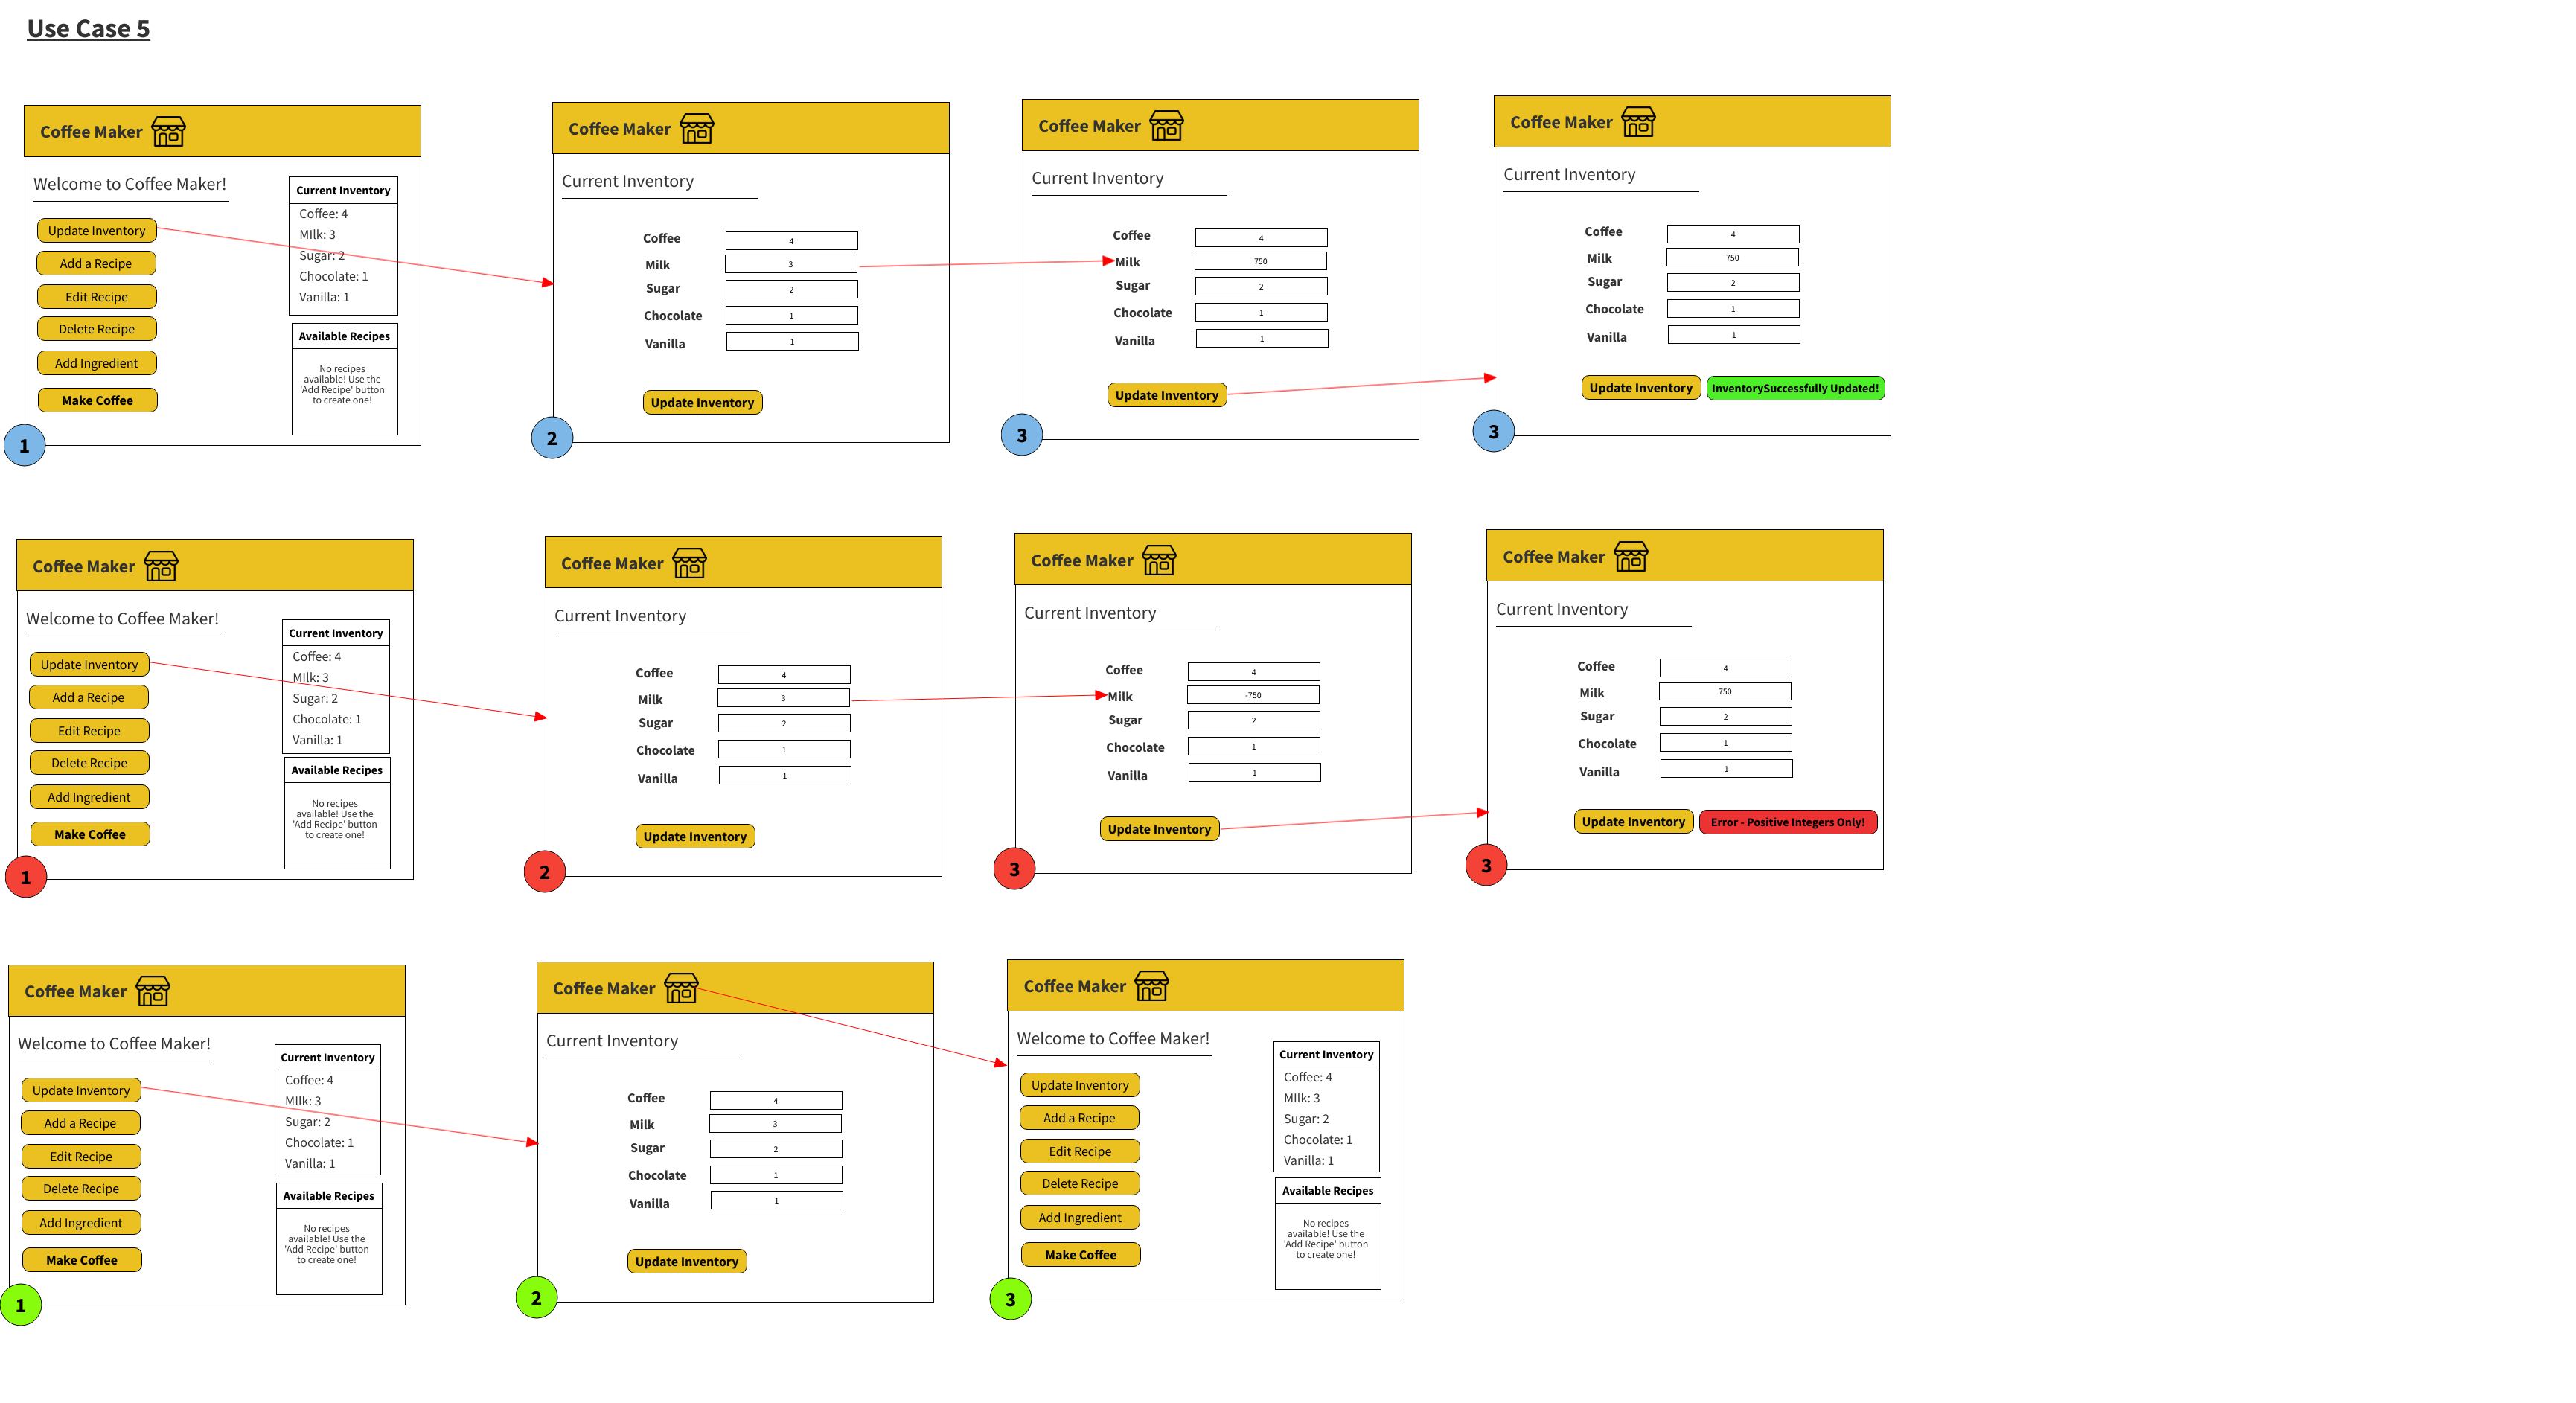 Use Case 5
Coffee Maker
Welcome to Coffee Maker!
Update Inventory
Add a Recipe
Edit Recipe
Delete Recipe
Add Ingredient
Make Coffee
Current Inventory
Coffee: 4
MIlk: 3
Sugar: 2
Chocolate: 1
Vanilla: 1
Available Recipes
No recipes
available! Use the
'Add Recipe' button
to create one!
1
Coffee Maker
Current Inventory
Coffee 4
Milk 3
Sugar 2
Chocolate 1
Vanilla 1
Update Inventory
2
Coffee Maker
Current Inventory
Coffee 4
Milk 750
Sugar 2
Chocolate 1
Vanilla 1
Update Inventory
3
Coffee Maker
Current Inventory
Coffee 4
Milk 750
Sugar 2
Chocolate 1
Vanilla 1
Update Inventory InventorySuccessfully Updated!
3
Coffee Maker
Welcome to Coffee Maker!
Update Inventory
Add a Recipe
Edit Recipe
Delete Recipe
Add Ingredient
Make Coffee
Current Inventory
Coffee: 4
MIlk: 3
Sugar: 2
Chocolate: 1
Vanilla: 1
Available Recipes
No recipes
available! Use the
'Add Recipe' button
to create one!
1
Coffee Maker
Current Inventory
Coffee 4
Milk 3
Sugar 2
Chocolate 1
Vanilla 1
Update Inventory
2
Coffee Maker
Current Inventory
Coffee 4
Milk -750
Sugar 2
Chocolate 1
Vanilla 1
Update Inventory
3
Coffee Maker
Current Inventory
Coffee 4
Milk 750
Sugar 2
Chocolate 1
Vanilla 1
Update Inventory Error - Positive Integers Only!
3
Coffee Maker
Welcome to Coffee Maker!
Update Inventory
Add a Recipe
Edit Recipe
Delete Recipe
Add Ingredient
Make Coffee
Current Inventory
Coffee: 4
MIlk: 3
Sugar: 2
Chocolate: 1
Vanilla: 1
Available Recipes
No recipes
available! Use the
'Add Recipe' button
to create one!
1
Coffee Maker
Current Inventory
Coffee 4
Milk 3
Sugar 2
Chocolate 1
Vanilla 1
Update Inventory
2
Coffee Maker
Welcome to Coffee Maker!
Update Inventory
Add a Recipe
Edit Recipe
Delete Recipe
Add Ingredient
Make Coffee
Current Inventory
Coffee: 4
MIlk: 3
Sugar: 2
Chocolate: 1
Vanilla: 1
Available Recipes
No recipes
available! Use the
'Add Recipe' button
to create one!
3